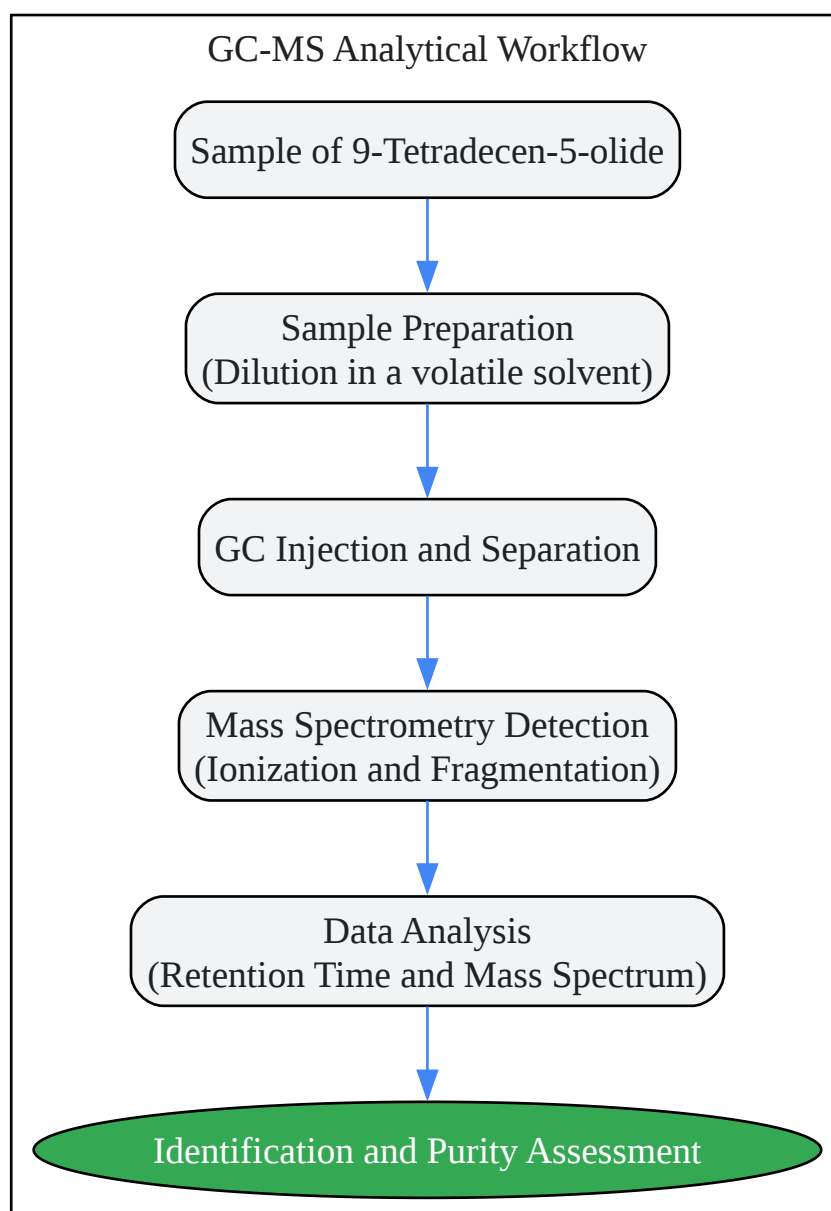 GC-MS Analytical Workflow
Sample of 9-Tetradecen-5-olide
Sample Preparation
(Dilution in a volatile solvent)
GC Injection and Separation
Mass Spectrometry Detection
(Ionization and Fragmentation)
Data Analysis
(Retention Time and Mass Spectrum)
Identification and Purity Assessment